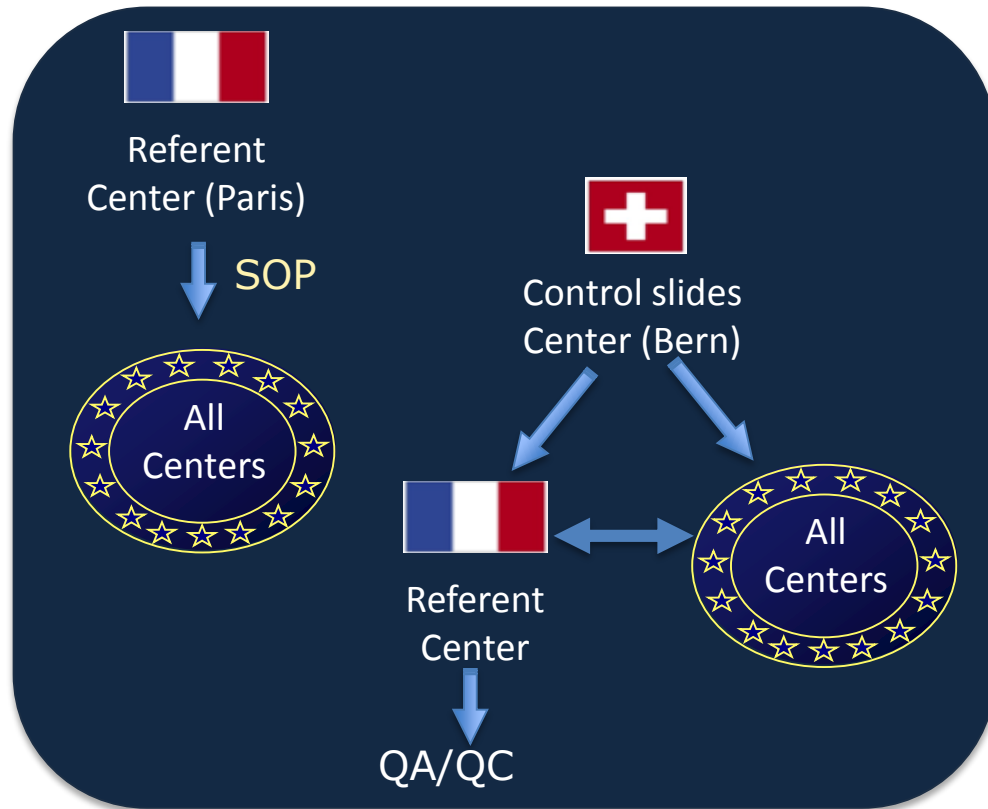 Referent
Center (Paris)
SOP
All
Centers
Control slides
Center (Bern)
All
Centers
Referent
Center
QA/QC